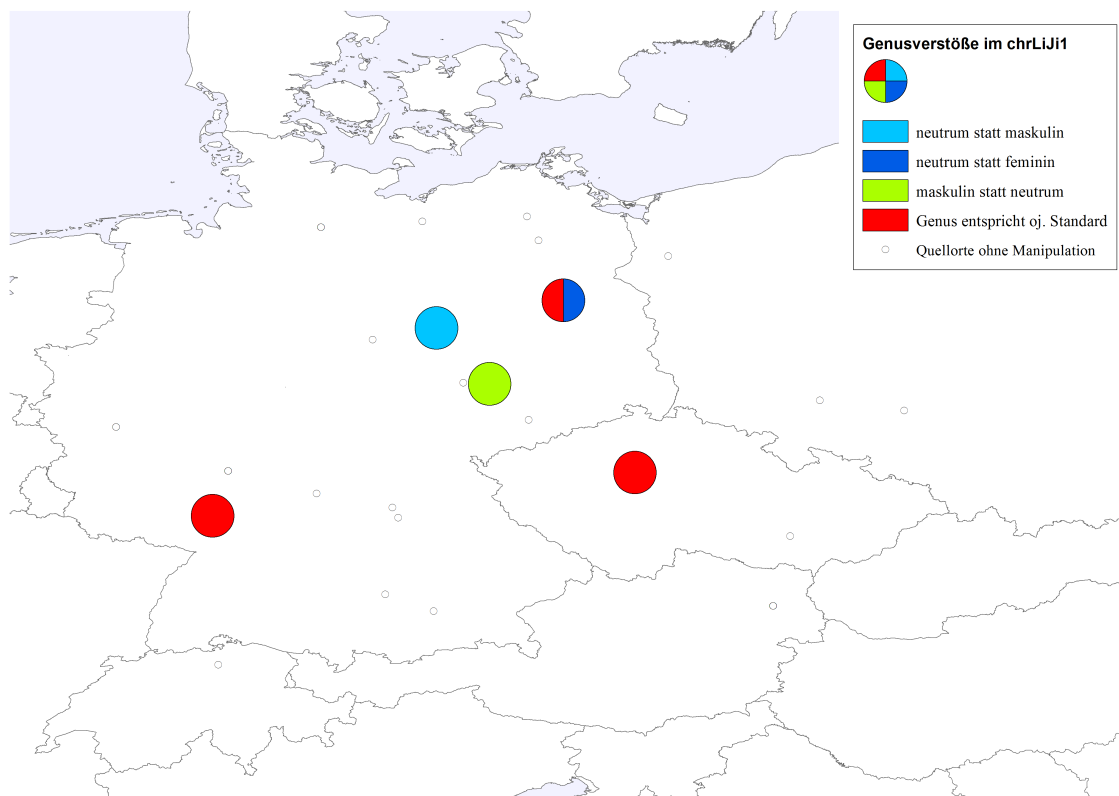 Genusverstöße im chrLiJi1
neutrum statt maskulin
neutrum statt feminin
maskulin statt neutrum
Genus entspricht oj. Standard
Quellorte ohne Manipulation